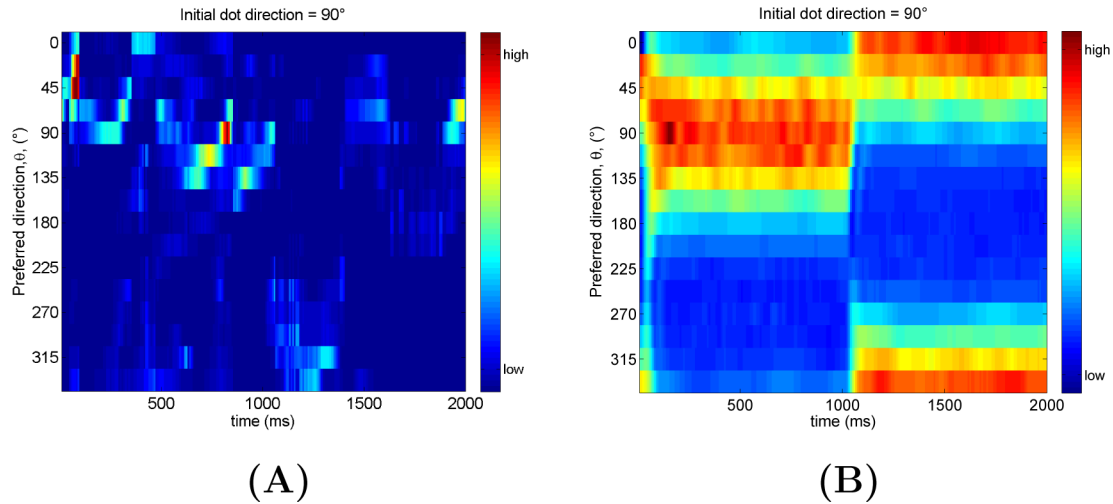 Initial dot direction = 90°
Preferred direction,θ, (°)
0
45
90
135
180
225
270
315
500
1000
1500
2000
time (ms)
high
low
(A)
Initial dot direction = 90°
Preferred direction, θ, (°)
0
45
90
135
180
225
270
315
500
1000
1500
2000
time (ms)
high
low
(B)